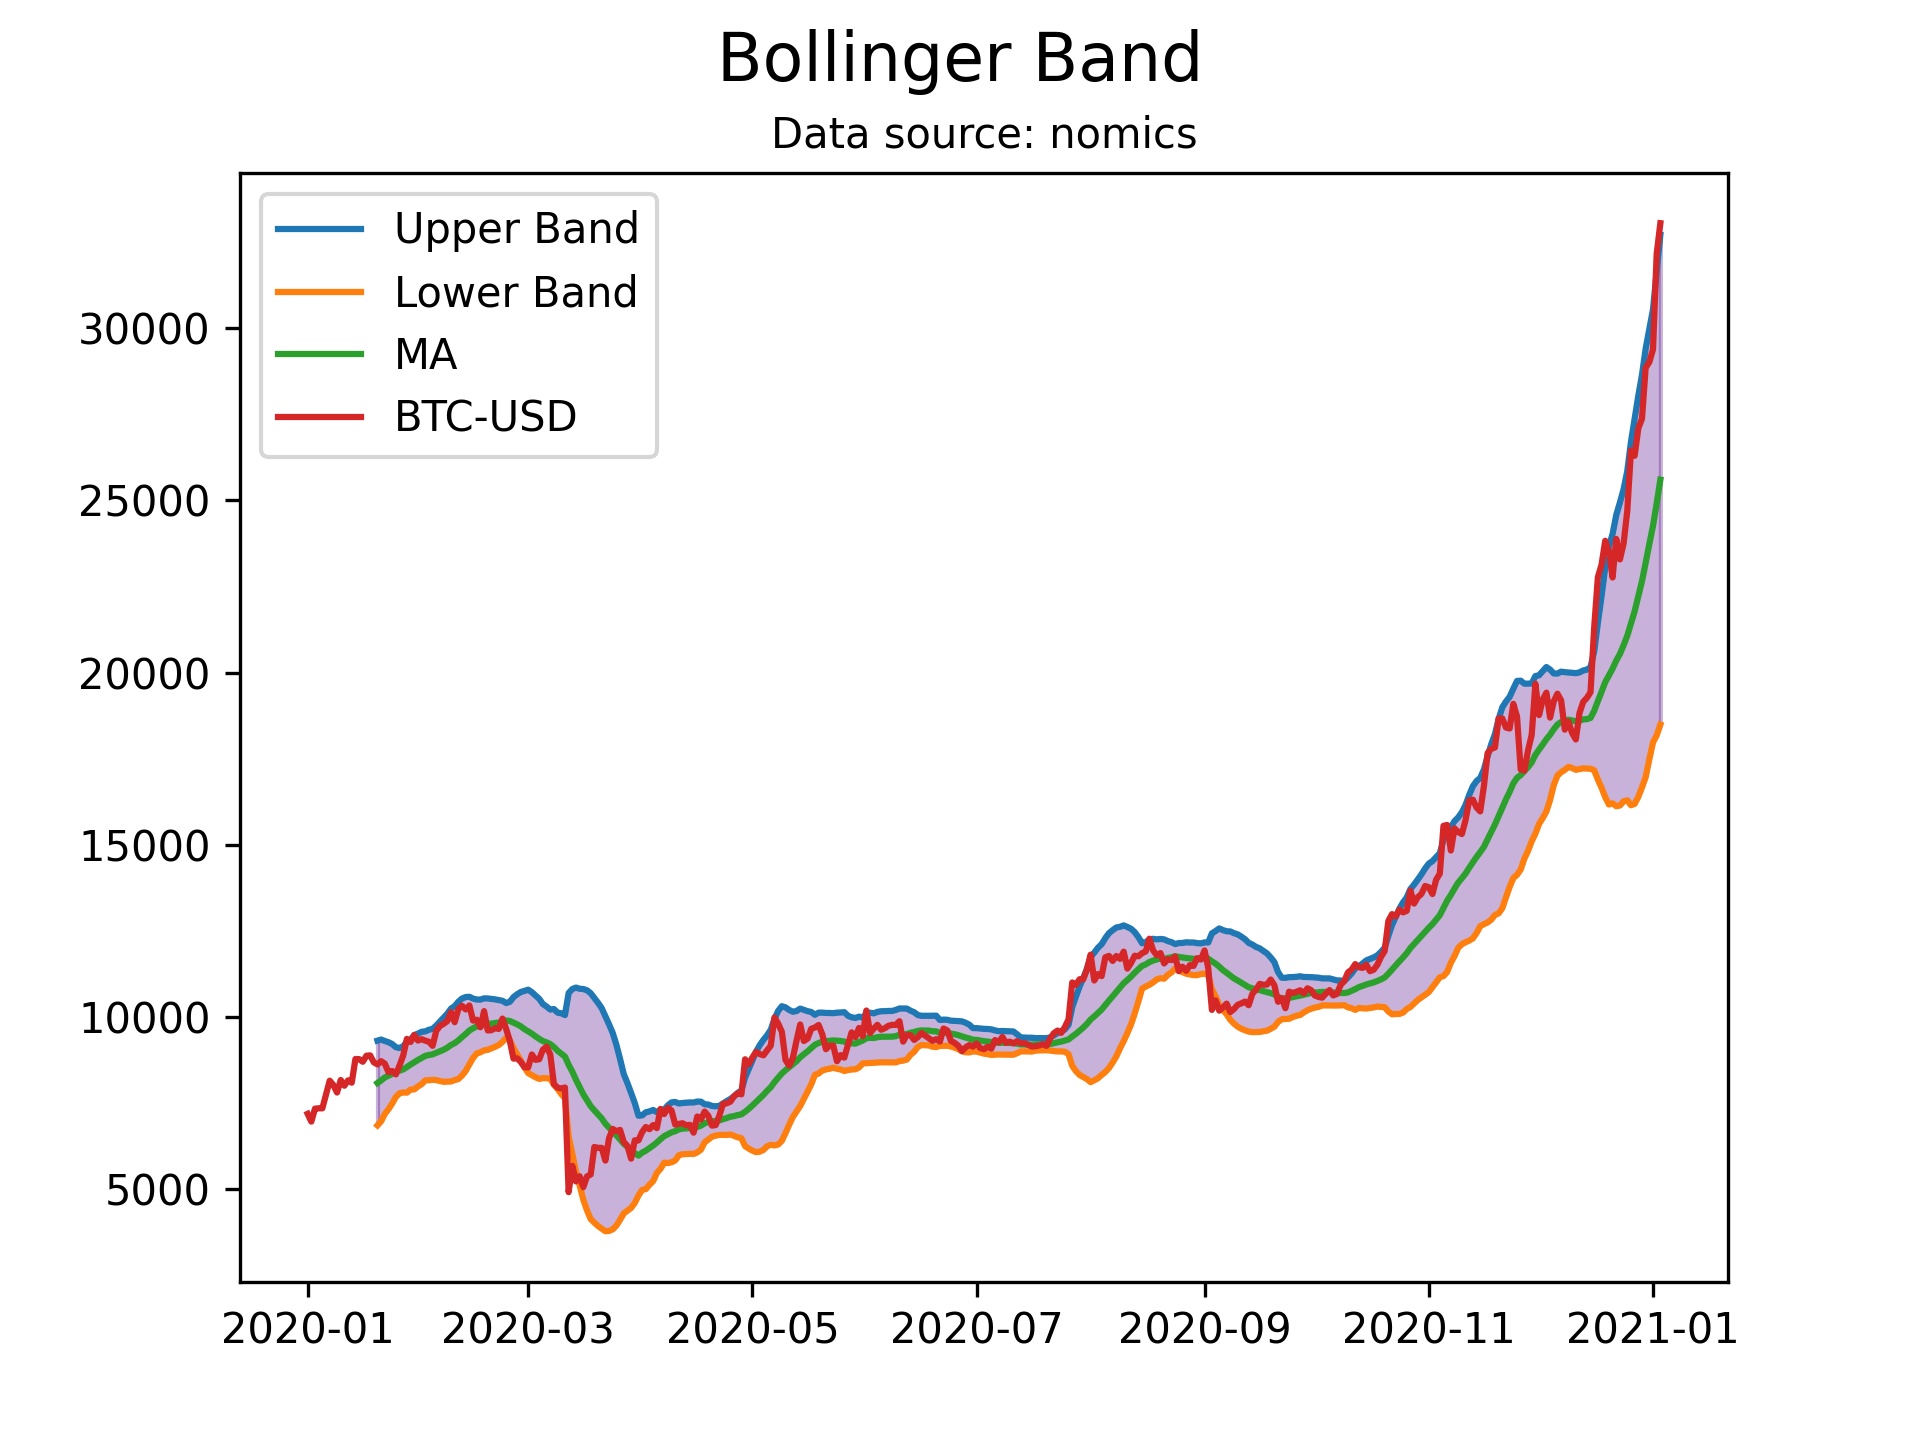 Bollinger Band
Data source: nomics
Upper Band
Lower Band
MA
BTC-USD
30000
25000
20000
15000
10000
5000
2020-01 2020-03 2020-05 2020-07 2020-09 2020-11 2021-01